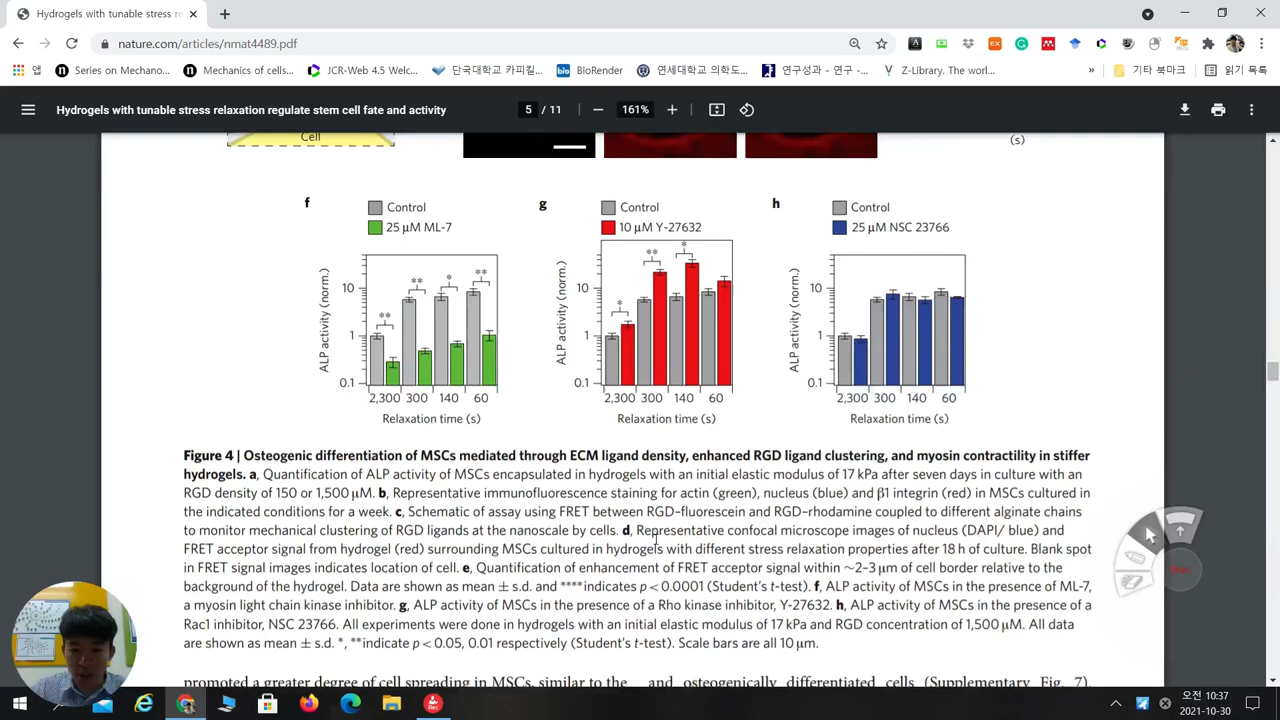 Hydrogels with tunable stress re
nature.com/articles/nmat4489.pdf
앱 Series on Mechano... Mechanics of cells... JCR-Web 4.5 Welc... 단국대학교 카피킬... BioRender 연세대학교 의학도... 연구성과 - 연구 -... Z-Library. The worl... » 기타 북마크 읽기 목록
Hydrogels with tunable stress relaxation regulate stem cell fate and activity 5 / 11 161%
Cell
(s)
f Control 25 μM ML-7
ALP activity (norm.)
10
1
0.1
** ** * **
2,300 300 140 60
Relaxation time (s)
g Control 10 μM Y-27632
ALP activity (norm.)
10
1
0.1
* ** *
2,300 300 140 60
Relaxation time (s)
h Control 25 μM NSC 23766
ALP activity (norm.)
10
1
0.1
2,300 300 140 60
Relaxation time (s)
Figure 4 | Osteogenic differentiation of MSCs mediated through ECM ligand density, enhanced RGD ligand clustering, and myosin contractility in stiffer
hydrogels. a, Quantification of ALP activity of MSCs encapsulated in hydrogels with an initial elastic modulus of 17 kPa after seven days in culture with an
RGD density of 150 or 1,500 μM. b, Representative immunofluorescence staining for actin (green), nucleus (blue) and β1 integrin (red) in MSCs cultured in
the indicated conditions for a week. c, Schematic of assay using FRET between RGD-fluorescein and RGD-rhodamine coupled to different alginate chains
to monitor mechanical clustering of RGD ligands at the nanoscale by cells. d, Representative confocal microscope images of nucleus (DAPI/ blue) and
FRET acceptor signal from hydrogel (red) surrounding MSCs cultured in hydrogels with different stress relaxation properties after 18 h of culture. Blank spot
in FRET signal images indicates location of cell. e, Quantification of enhancement of FRET acceptor signal within ~2–3 μm of cell border relative to the
background of the hydrogel. Data are shown as mean ± s.d. and ****indicates p < 0.0001 (Student's t-test). f, ALP activity of MSCs in the presence of ML-7,
a myosin light chain kinase inhibitor. g, ALP activity of MSCs in the presence of a Rho kinase inhibitor, Y-27632. h, ALP activity of MSCs in the presence of a
Rac1 inhibitor, NSC 23766. All experiments were done in hydrogels with an initial elastic modulus of 17 kPa and RGD concentration of 1,500 μM. All data
are shown as mean ± s.d. *, **indicate p < 0.05, 0.01 respectively (Student's t-test). Scale bars are all 10 μm.
promoted a greater degree of cell spreading in MSCs, similar to the
and osteogenically differentiated cells (Supplementary Fig. 7).
오전 10:37
2021-10-30